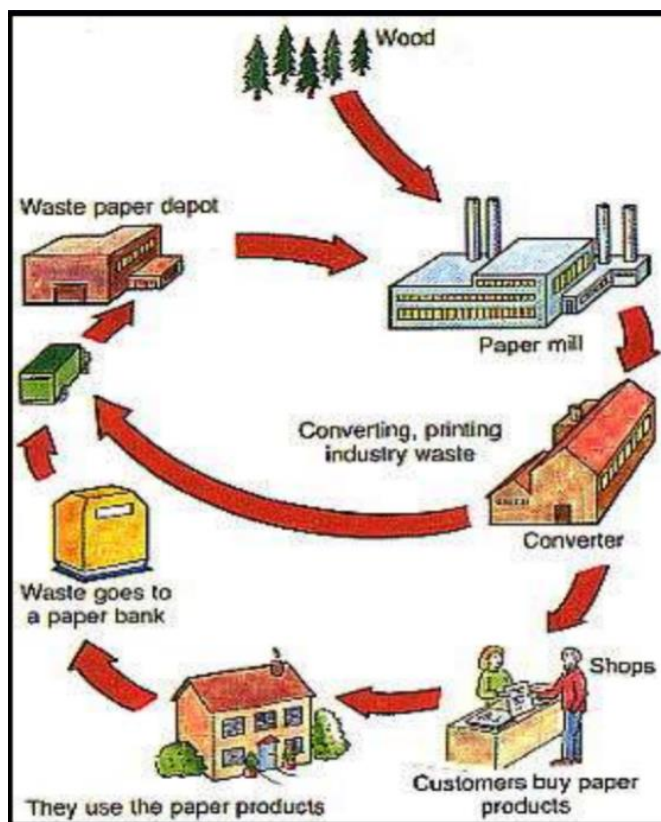 Wood
Waste paper depot
Paper mill
Converting, printing
industry waste
Converter
Waste goes to
a paper bank
Shops
Customers buy paper
products
They use the paper products